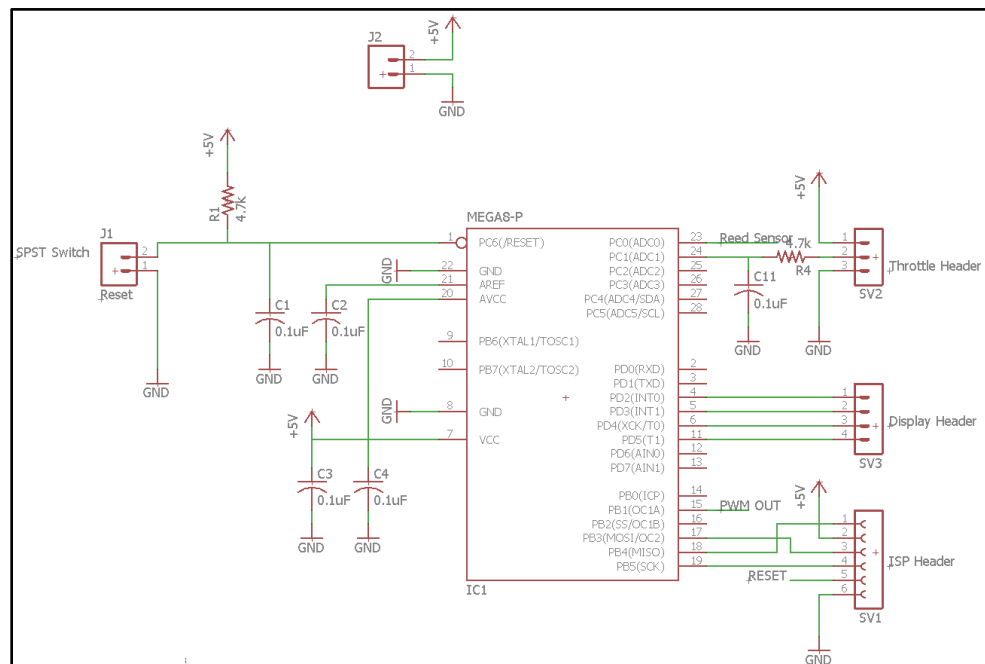 J2
+5V
2
1
GND
+5V
R1
4.7k
SPST Switch
J1
2
1
Reset
GND
C1
0.1uF
GND
C2
0.1uF
GND
+5V
C3
0.1uF
GND
C4
0.1uF
GND
GND
GND
MEGA8-P
1 PC6(/RESET)
22 GND
21 AREF
20 AVCC
9 PB6(XTAL1/TOSC1)
10 PB7(XTAL2/TOSC2)
8 GND
7 VCC
PC0(ADC0) 23
PC1(ADC1) 24
PC2(ADC2) 25
PC3(ADC3) 26
PC4(ADC4/SDA) 27
PC5(ADC5/SCL) 28
PD0(RXD) 2
PD1(TXD) 3
PD2(INT0) 4
PD3(INT1) 5
PD4(XCK/T0) 6
PD5(T1) 11
PD6(AIN0) 12
PD7(AIN1) 13
PB0(ICP) 14
PB1(OC1A) 15
PB2(SS/OC1B) 16
PB3(MOSI/OC2) 17
PB4(MISO) 18
PB5(SCK) 19
IC1
Reed Sensor
4.7k
R4
C11
0.1uF
GND
+5V
GND
1
2
3
SV2
Throttle Header
1
2
3
4
SV3
Display Header
PWM OUT
+5V
RESET
GND
1
2
3
4
5
6
SV1
ISP Header